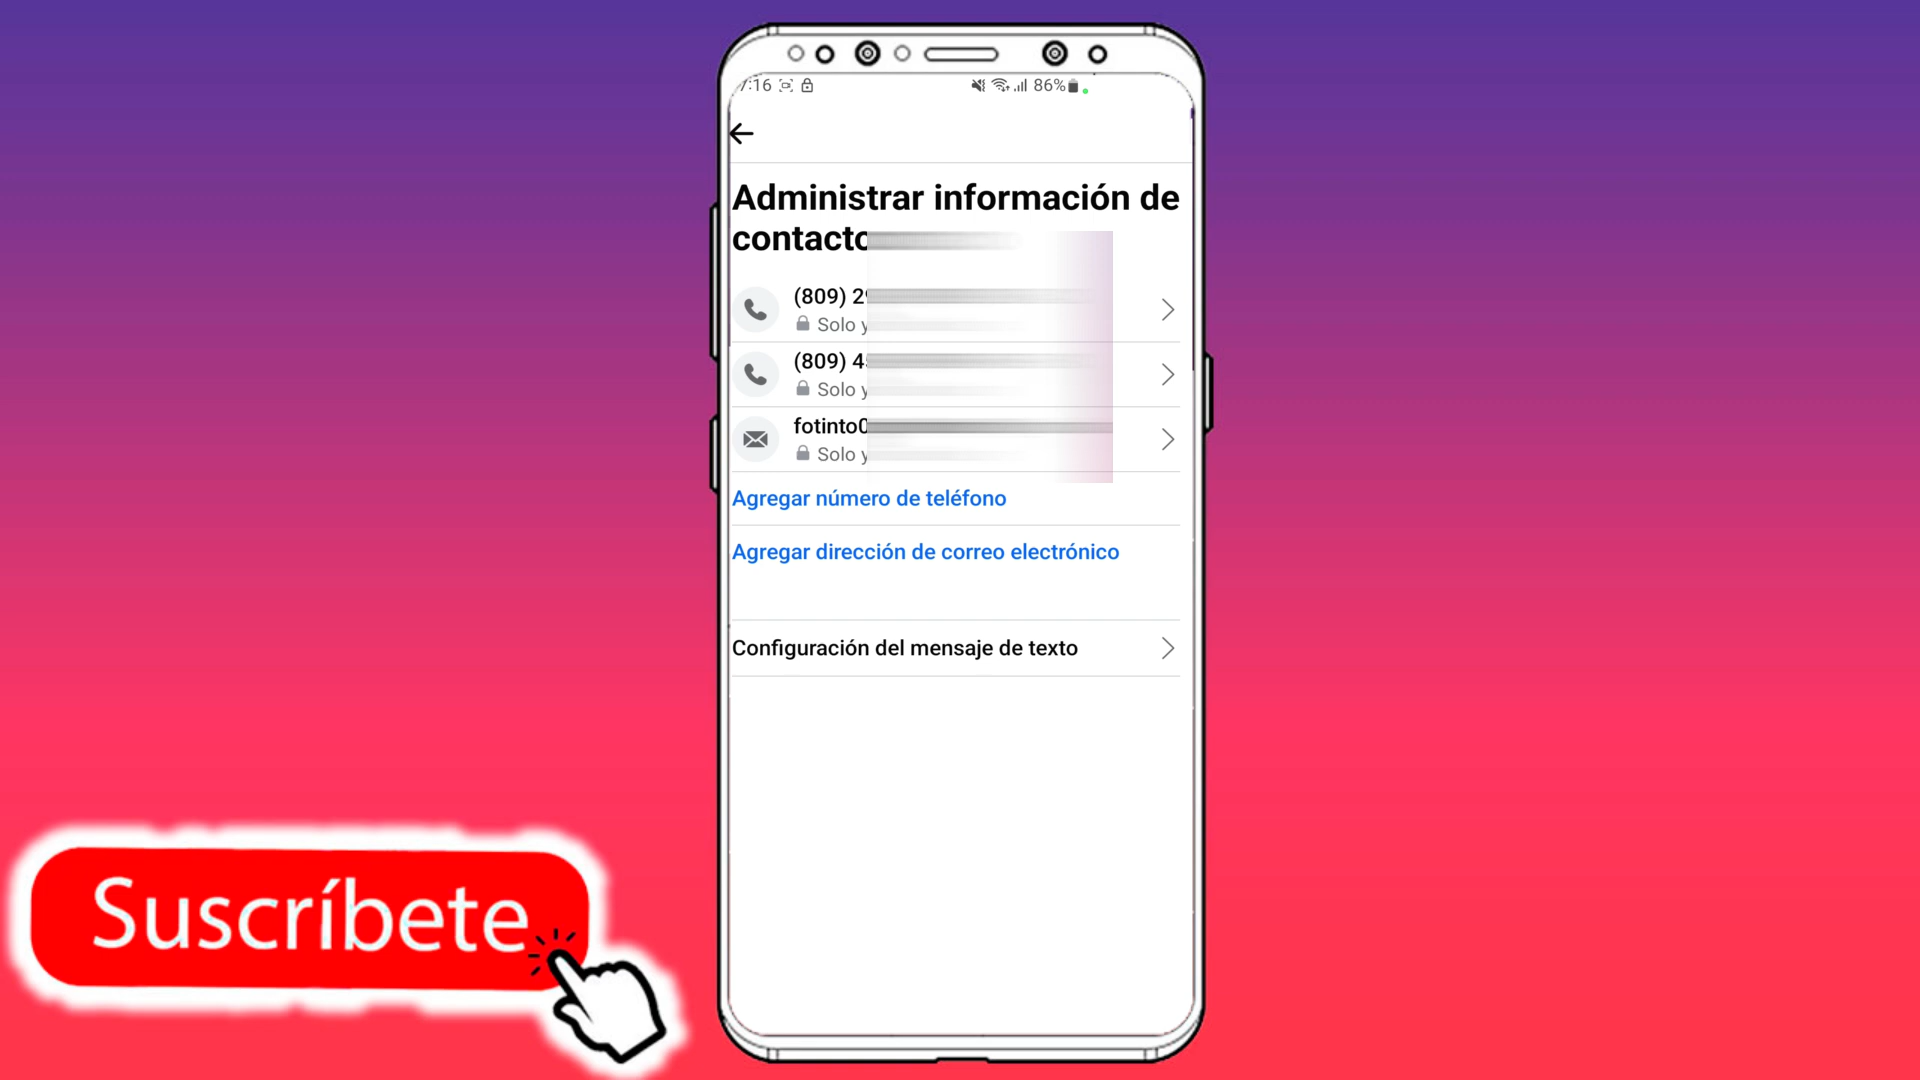 7:16 86%
Administrar información de
contacto
(809) 2
Solo y
(809) 4
Solo y
fotinto0
Solo y
Agregar número de teléfono
Agregar dirección de correo electrónico
Configuración del mensaje de texto
Suscríbete